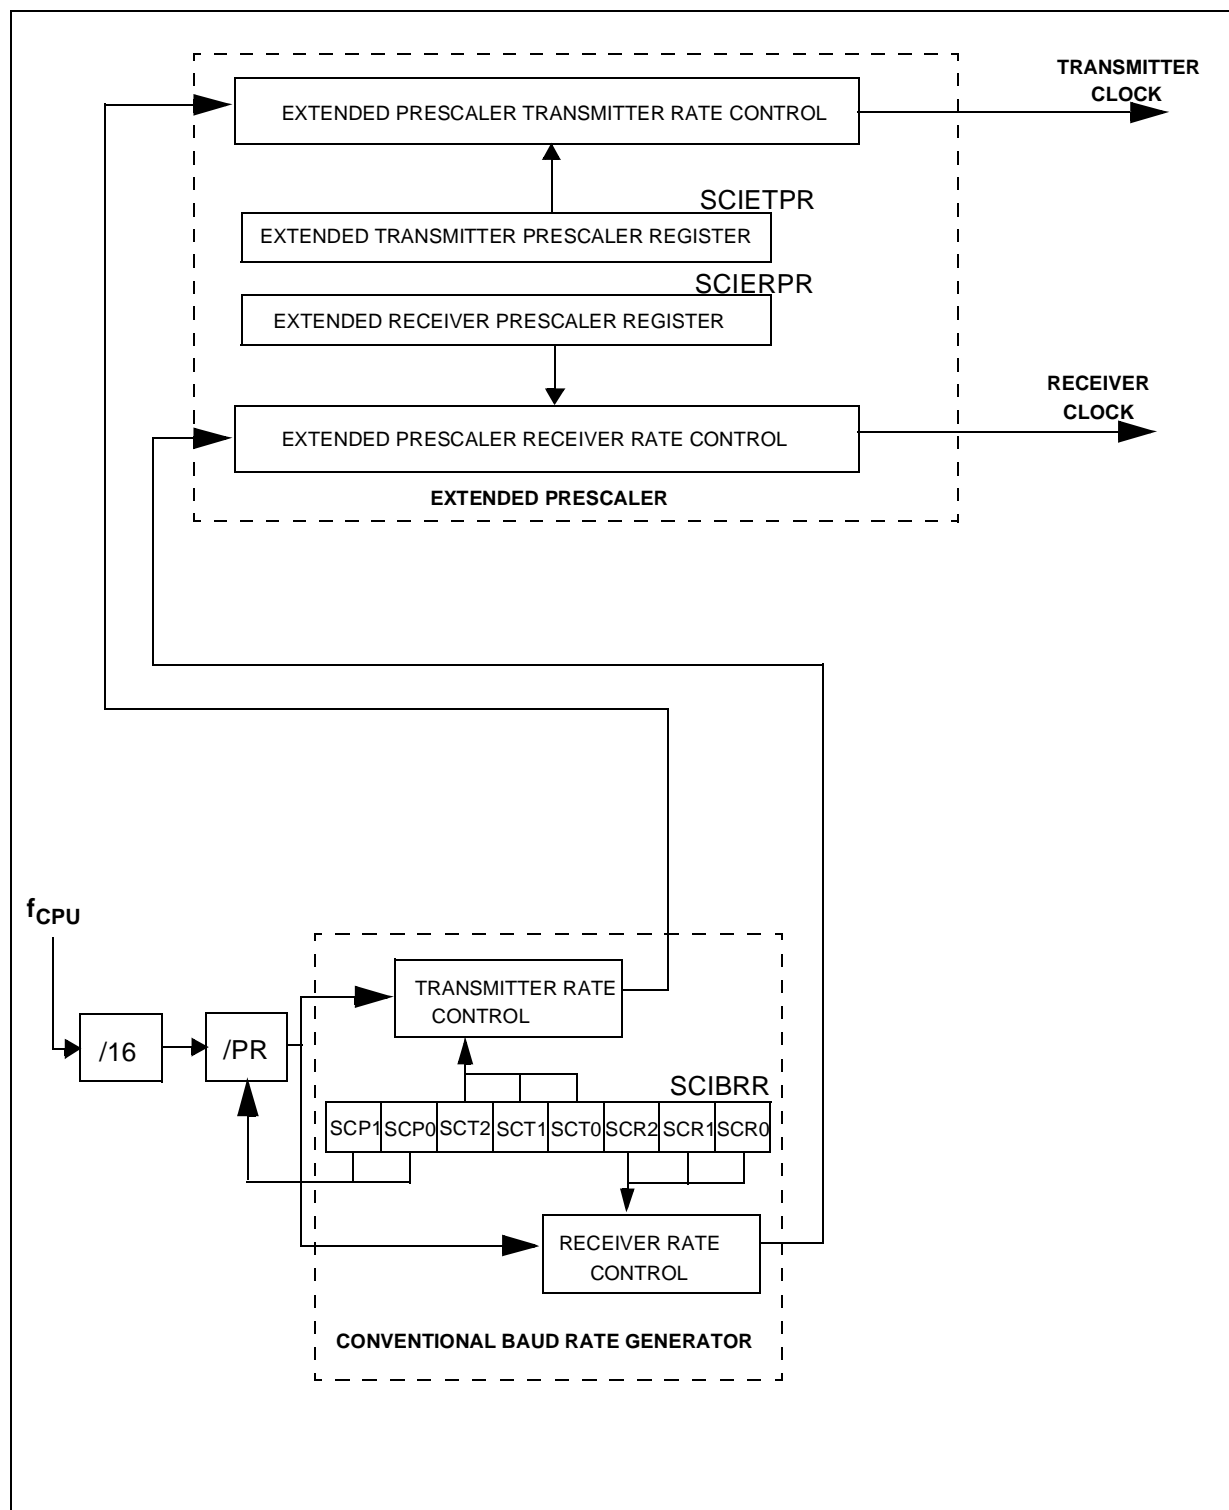 TRANSMITTER
CLOCK
EXTENDED PRESCALER TRANSMITTER RATE CONTROL
SCIETPR
EXTENDED TRANSMITTER PRESCALER REGISTER
SCIERPR
EXTENDED RECEIVER PRESCALER REGISTER
RECEIVER
CLOCK
EXTENDED PRESCALER RECEIVER RATE CONTROL
EXTENDED PRESCALER
fCPU
TRANSMITTER RATE
CONTROL
/16
/PR
SCIBRR
SCP1 SCP0 SCT2 SCT1 SCT0 SCR2 SCR1 SCR0
RECEIVER RATE
CONTROL
CONVENTIONAL BAUD RATE GENERATOR